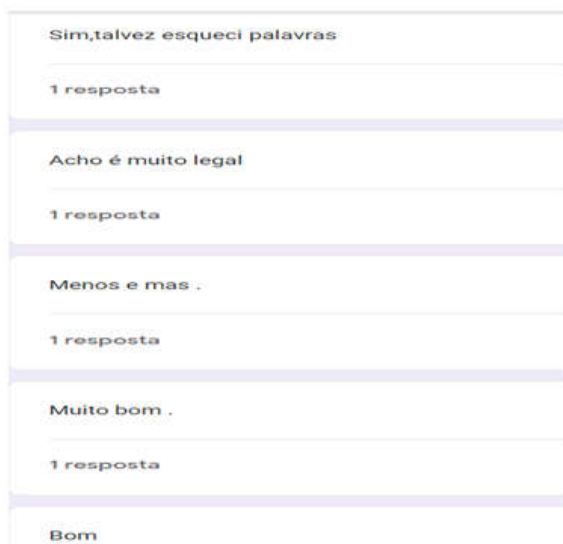 Sim,talvez esqueci palavras
1 resposta
Acho é muito legal
1 resposta
Menos e mas .
1 resposta
Muito bom .
1 resposta
Bom